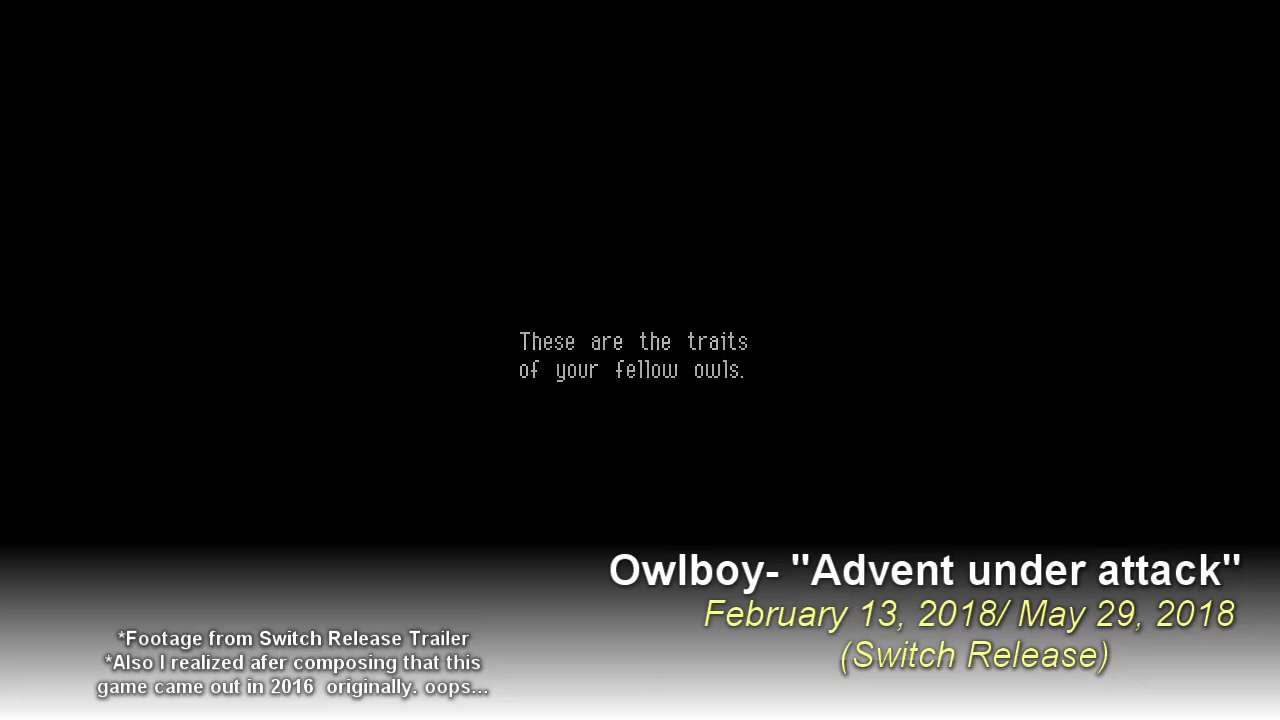 These are the traits
of your fellow owls.
Owlboy- "Advent under attack"
February 13, 2018/ May 29, 2018
(Switch Release)
*Footage from Switch Release Trailer
*Also I realized afer composing that this
game came out in 2016 originally. oops...